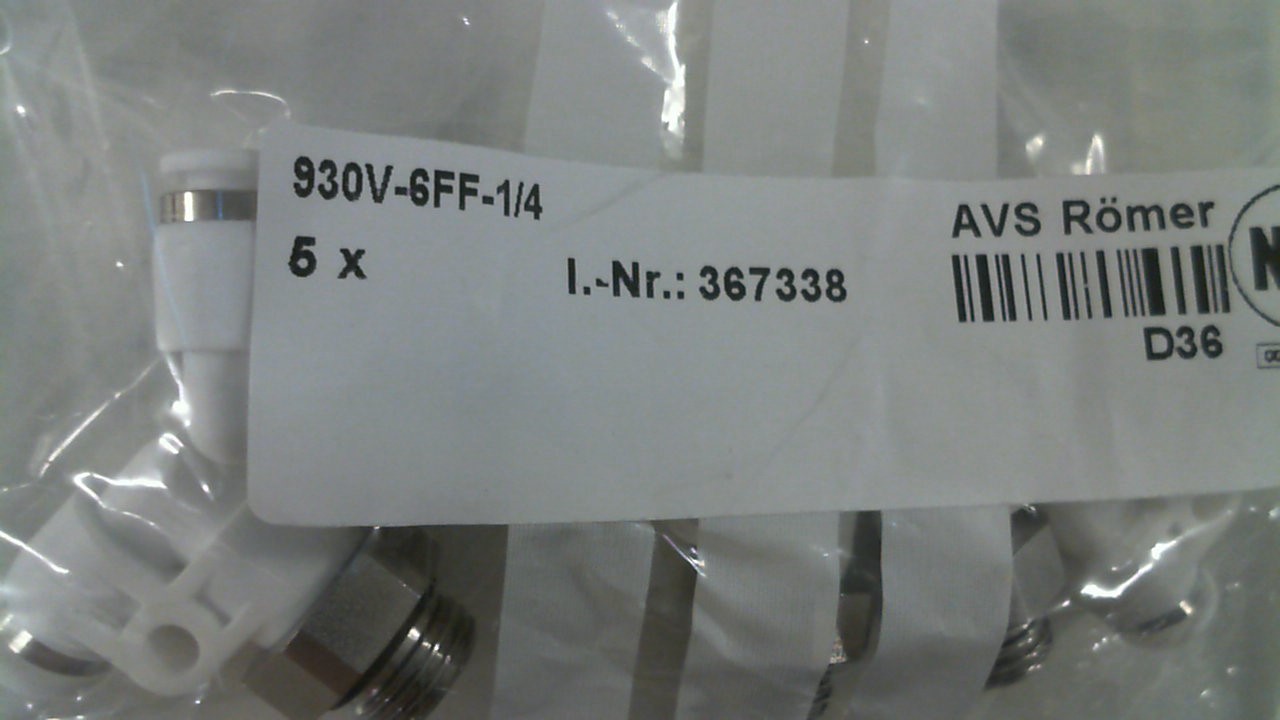 930V-6FF-1/4
5 x
I.-Nr.: 367338
AVS Römer
D36